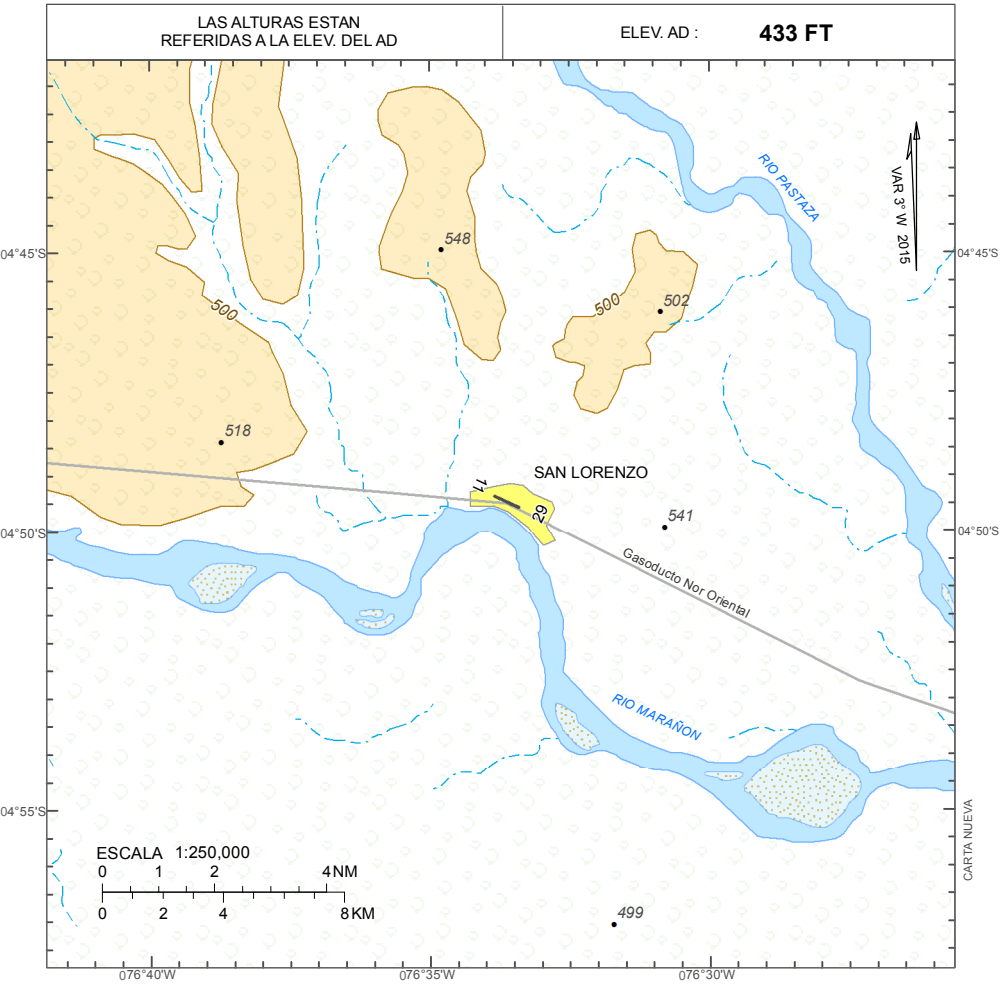 LAS ALTURAS ESTAN
REFERIDAS A LA ELEV. DEL AD
ELEV. AD : 433 FT
RIO PASTAZA
VAR 3° W 2015
548
04°45'S
04°45'S
500
500
502
518
SAN LORENZO
11
29
541
04°50'S
04°50'S
Gasoducto Nor Oriental
RIO MARAÑON
04°55'S
04°55'S
CARTA NUEVA
ESCALA 1:250,000
0 1 2 4 NM
0 2 4 8 KM
499
076°40'W
076°35'W
076°30'W